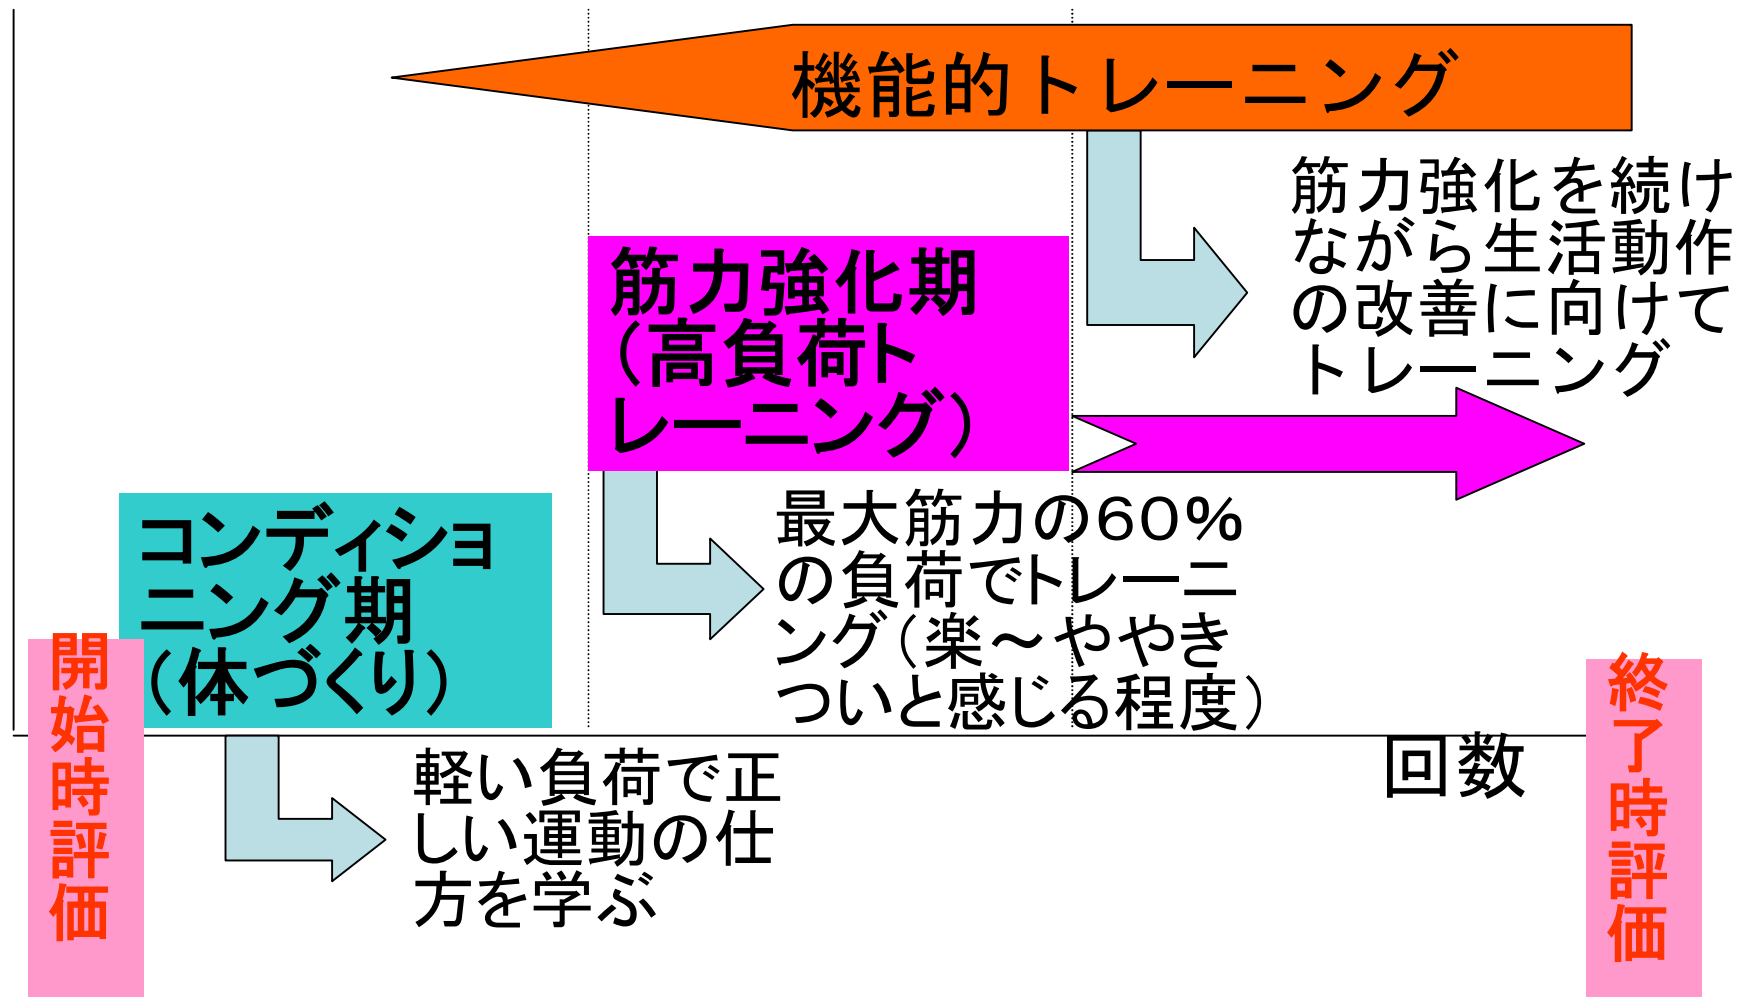 機能的トレーニング
筋力強化を続け
ながら生活動作
の改善に向けて
トレーニング
筋力強化期
（高負荷ト
レーニング）
最大筋力の６０％
の負荷でトレーニ
ング（楽～ややき
ついと感じる程度）
コンディショ
ニング期
（体づくり）
軽い負荷で正
しい運動の仕
方を学ぶ
開始時評価
回数
終了時評価